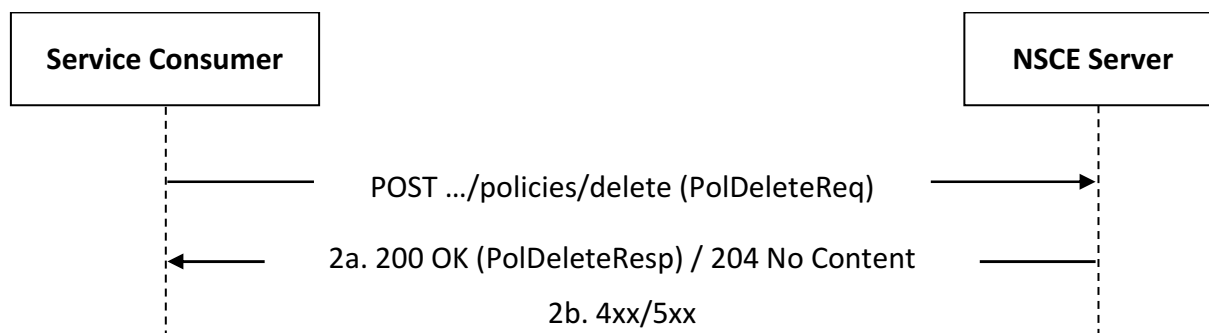 Service Consumer
NSCE Server
POST .../policies/delete (PolDeleteReq)
2a. 200 OK (PolDeleteResp) / 204 No Content
2b. 4xx/5xx